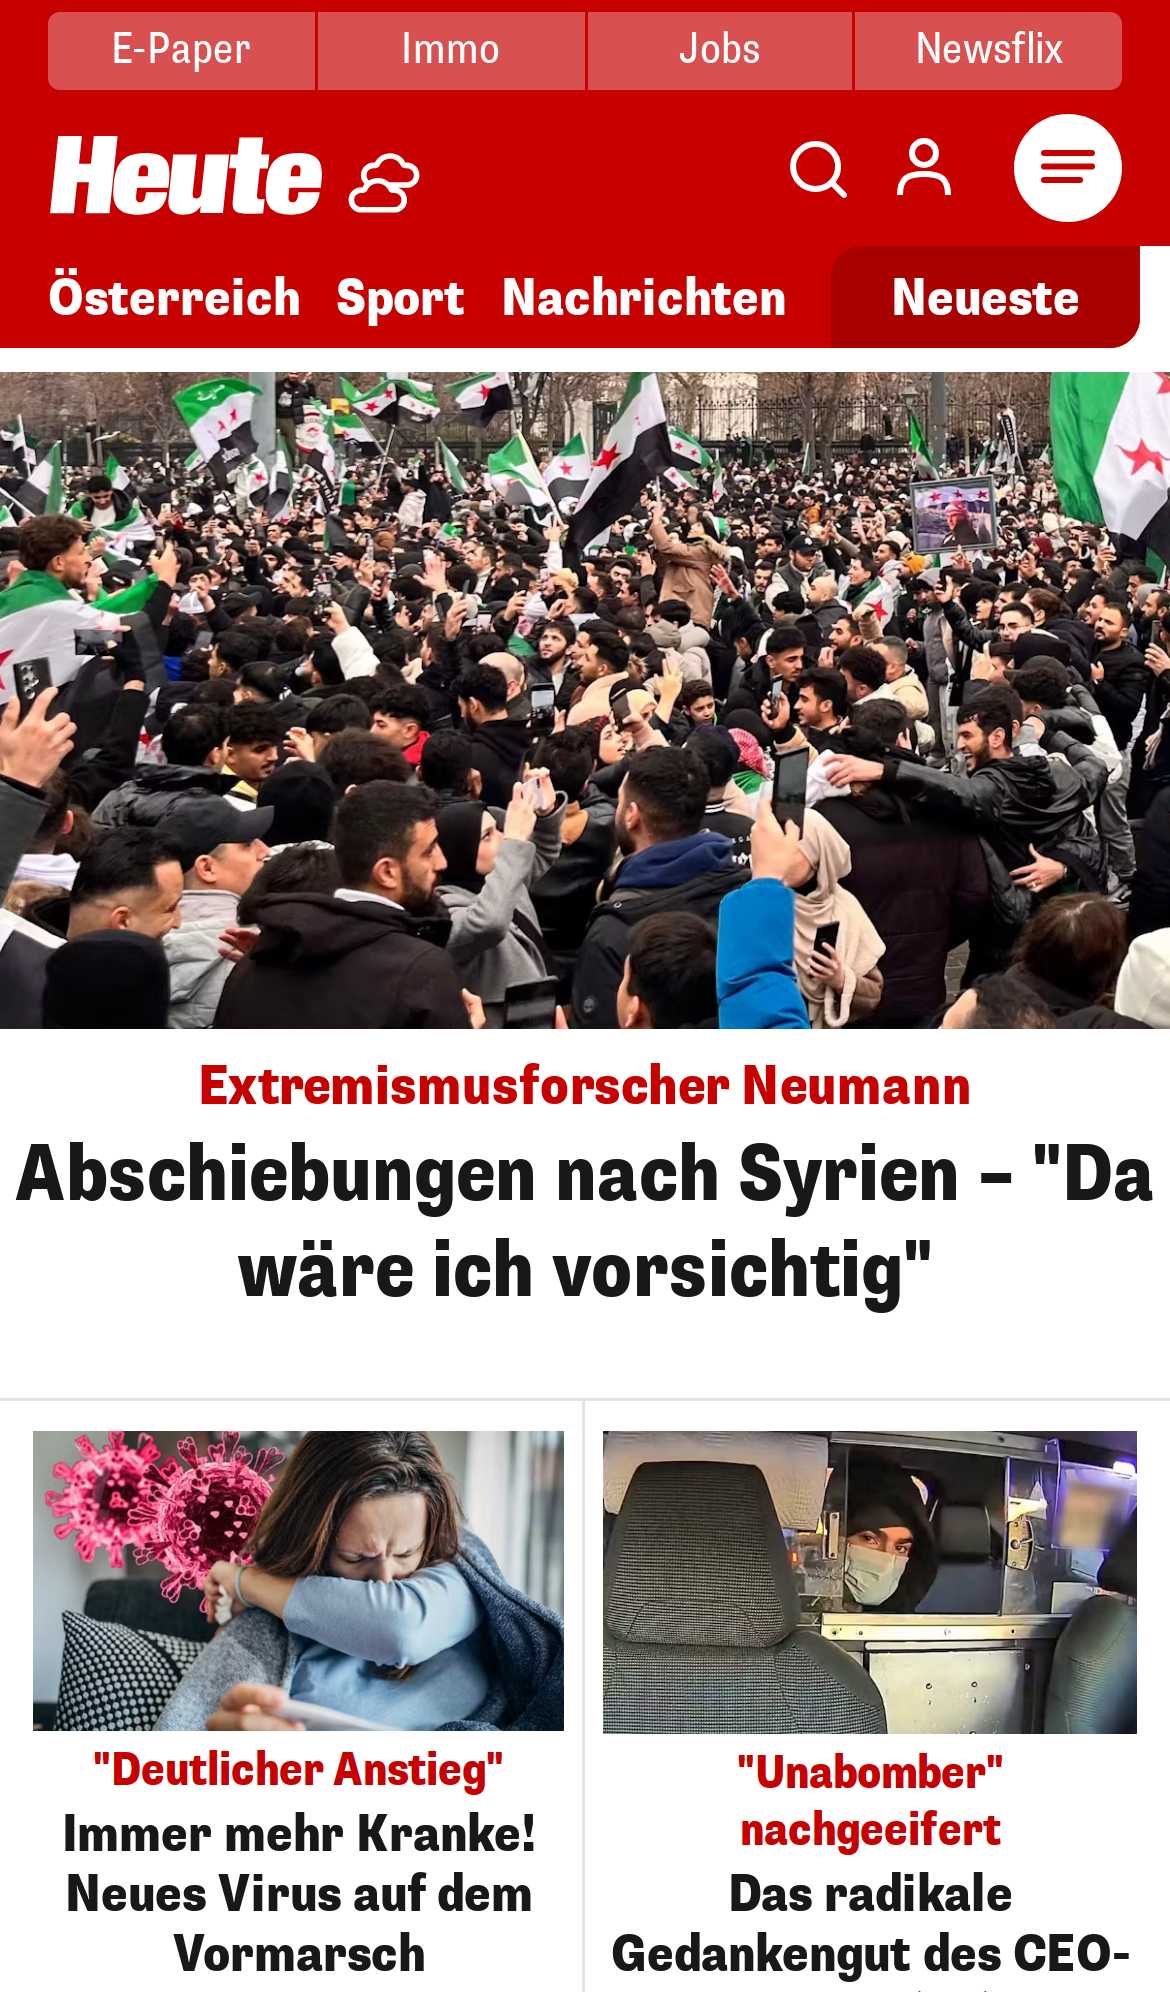 E-Paper
Immo
Jobs
Newsflix
Heute
Österreich
Sport
Nachrichten
Neueste
Extremismusforscher Neumann
Abschiebungen nach Syrien – "Da
wäre ich vorsichtig"
"Deutlicher Anstieg"
Immer mehr Kranke!
Neues Virus auf dem
Vormarsch
"Unabomber"
nachgeeifert
Das radikale
Gedankengut des CEO-